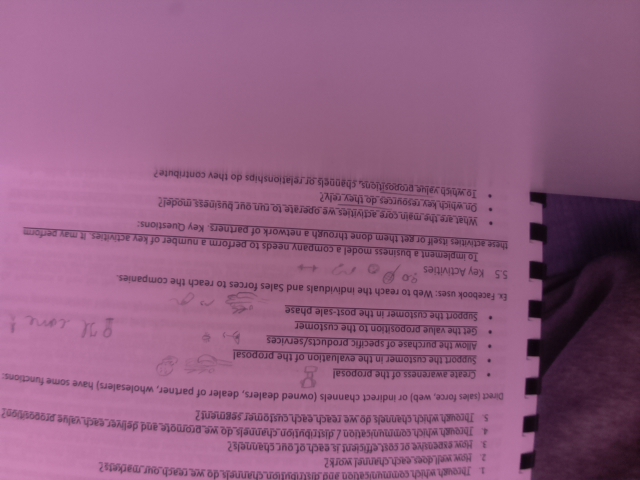 1. Through which communication and distribution channels do we reach our markets?
2. How well does each channel work?
3. How expensive or cost efficient is each of our channels?
4. Through which communication / distribution channels do we promote and deliver each value proposition?
5. Through which channels do we reach each customer segment?
Direct (sales force, web) or indirect channels (owned dealers, dealer of partner, wholesalers) have some functions:
• Create awareness of the proposal
• Support the customer in the evaluation of the proposal
• Allow the purchase of specific products/services
• Get the value proposition to the customer
• Support the customer in the post-sale phase
Ex. Facebook uses: Web to reach the individuals and Sales forces to reach the companies.
5.5 Key Activities
To implement a business model a company needs to perform a number of key activities. It may perform
these activities itself or get them done through a network of partners. Key Questions:
• What are the main core activities we operate to run our business model?
• On which key resources do they rely?
• To which value propositions, channels or relationships do they contribute?